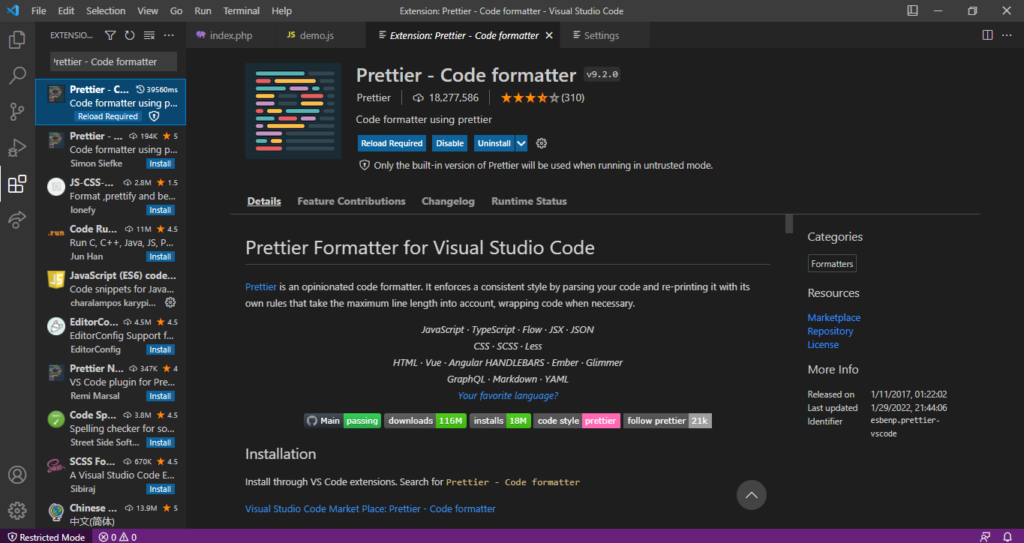 File Edit Selection View Go Run Terminal Help Extension: Prettier - Code formatter - Visual Studio Code
EXTENSIO...
index.php
JS demo.js
Extension: Prettier - Code formatter
Settings
Prettier - Code formatter
Prettier - C... 39560ms
Code formatter using p...
Reload Required
Prettier - ... 194K 5
Code formatter using p...
Simon Siefke Install
JS-CSS-... 2.8M 1.5
Format ,prettify and be...
lonefy Install
.run
Code Ru... 11M 4.5
Run C, C++, Java, JS, P...
Jun Han Install
JS
JavaScript (ES6) code...
Code snippets for Java...
charalampos karypi...
EditorCo... 4.5M 4.5
EditorConfig Support f...
EditorConfig Install
Prettier N... 347K 4
VS Code plugin for Pre...
Remi Marsal Install
Code Sp... 3.8M 4.5
Spelling checker for so...
Street Side Soft... Install
SCSS Fo... 670K 4.5
A Visual Studio Code E...
Sibiraj Install
Chinese ... 13.9M 5
中文(简体)
Prettier - Code formatter v9.2.0
Prettier 18,277,586 (310)
Code formatter using prettier
Reload Required Disable Uninstall
Only the built-in version of Prettier will be used when running in untrusted mode.
Details Feature Contributions Changelog Runtime Status
Prettier Formatter for Visual Studio Code
Prettier is an opinionated code formatter. It enforces a consistent style by parsing your code and re-printing it with its
own rules that take the maximum line length into account, wrapping code when necessary.
JavaScript · TypeScript · Flow · JSX · JSON
CSS · SCSS · Less
HTML · Vue · Angular HANDLEBARS · Ember · Glimmer
GraphQL · Markdown · YAML
Your favorite language?
Main passing downloads 116M installs 18M code style prettier follow prettier 21k
Installation
Install through VS Code extensions. Search for Prettier - Code formatter
Visual Studio Code Market Place: Prettier - Code formatter
Categories
Formatters
Resources
Marketplace
Repository
License
More Info
Released on 1/11/2017, 01:22:02
Last updated 1/29/2022, 21:44:06
Identifier esbenp.prettier-
vscode
Restricted Mode 0 0